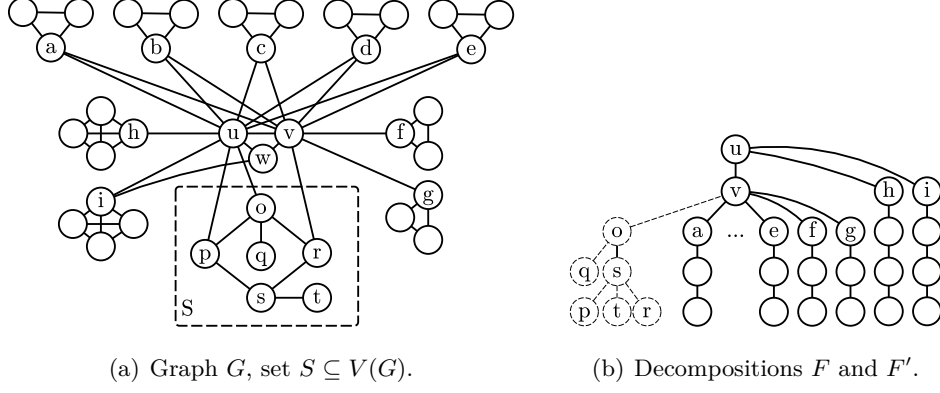 a b c d e
h u v f
w
i g
o
p q r
s t
S
u
v h i
o a ... e f g
q s
p t r
(a) Graph G, set S ⊆ V(G).
(b) Decompositions F and F′.